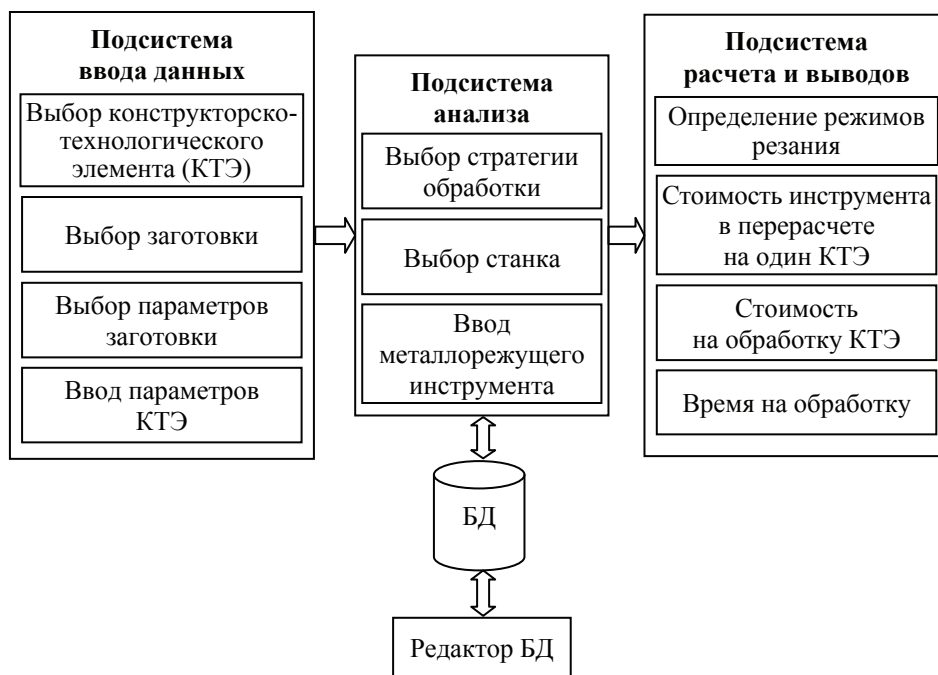 Подсистема
ввода данных
Выбор конструкторско-
технологического
элемента (КТЭ)
Выбор заготовки
Выбор параметров
заготовки
Ввод параметров
КТЭ
Подсистема
анализа
Выбор стратегии
обработки
Выбор станка
Ввод
металлорежущего
инструмента
Подсистема
расчета и выводов
Определение режимов
резания
Стоимость инструмента
в перерасчете
на один КТЭ
Стоимость
на обработку КТЭ
Время на обработку
БД
Редактор БД